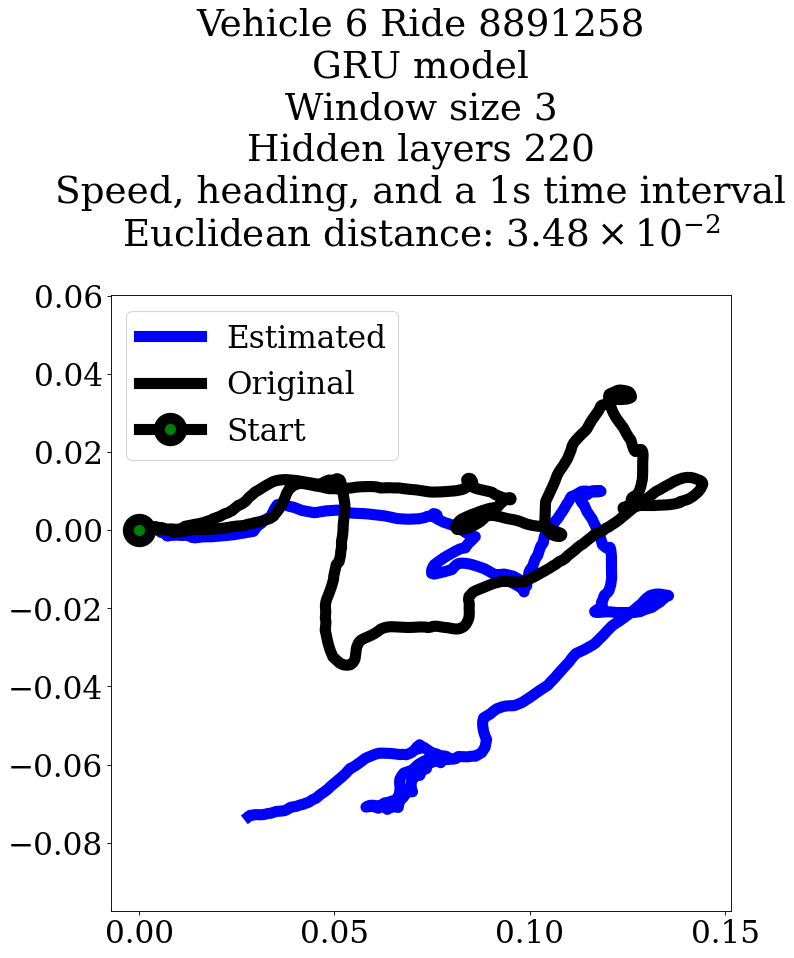 Vehicle 6 Ride 8891258
GRU model
Window size 3
Hidden layers 220
Speed, heading, and a 1s time interval
Euclidean distance: 3.48 × 10⁻²
0.06
0.04
0.02
0.00
−0.02
−0.04
−0.06
−0.08
Estimated
Original
Start
0.00 0.05 0.10 0.15